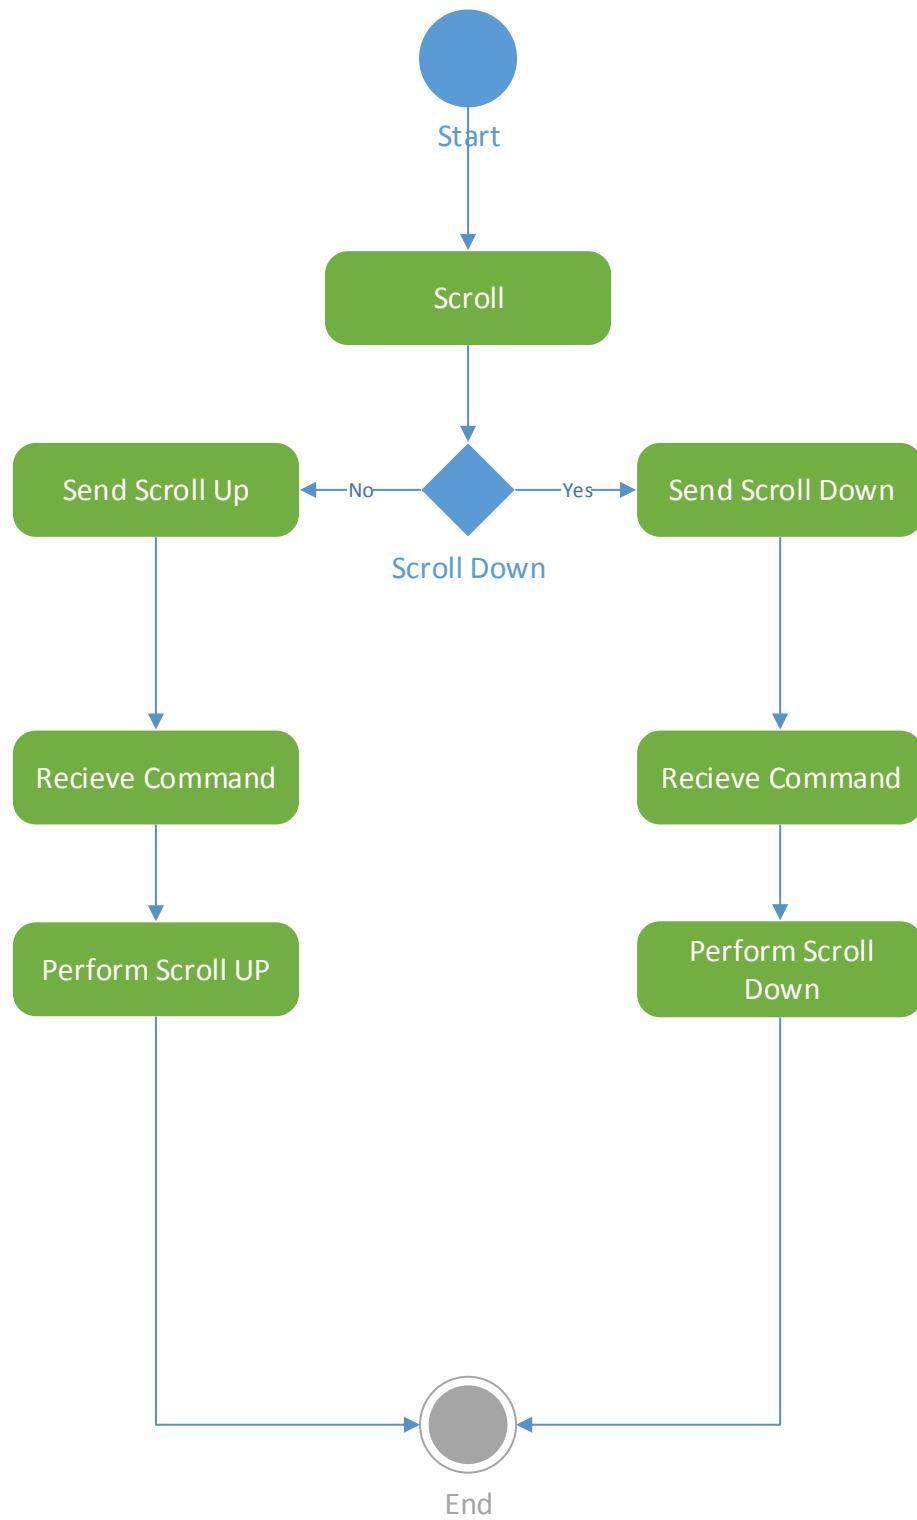 Start
Scroll
Send Scroll Up
No
Yes
Send Scroll Down
Scroll Down
Recieve Command
Recieve Command
Perform Scroll UP
Perform Scroll
Down
End